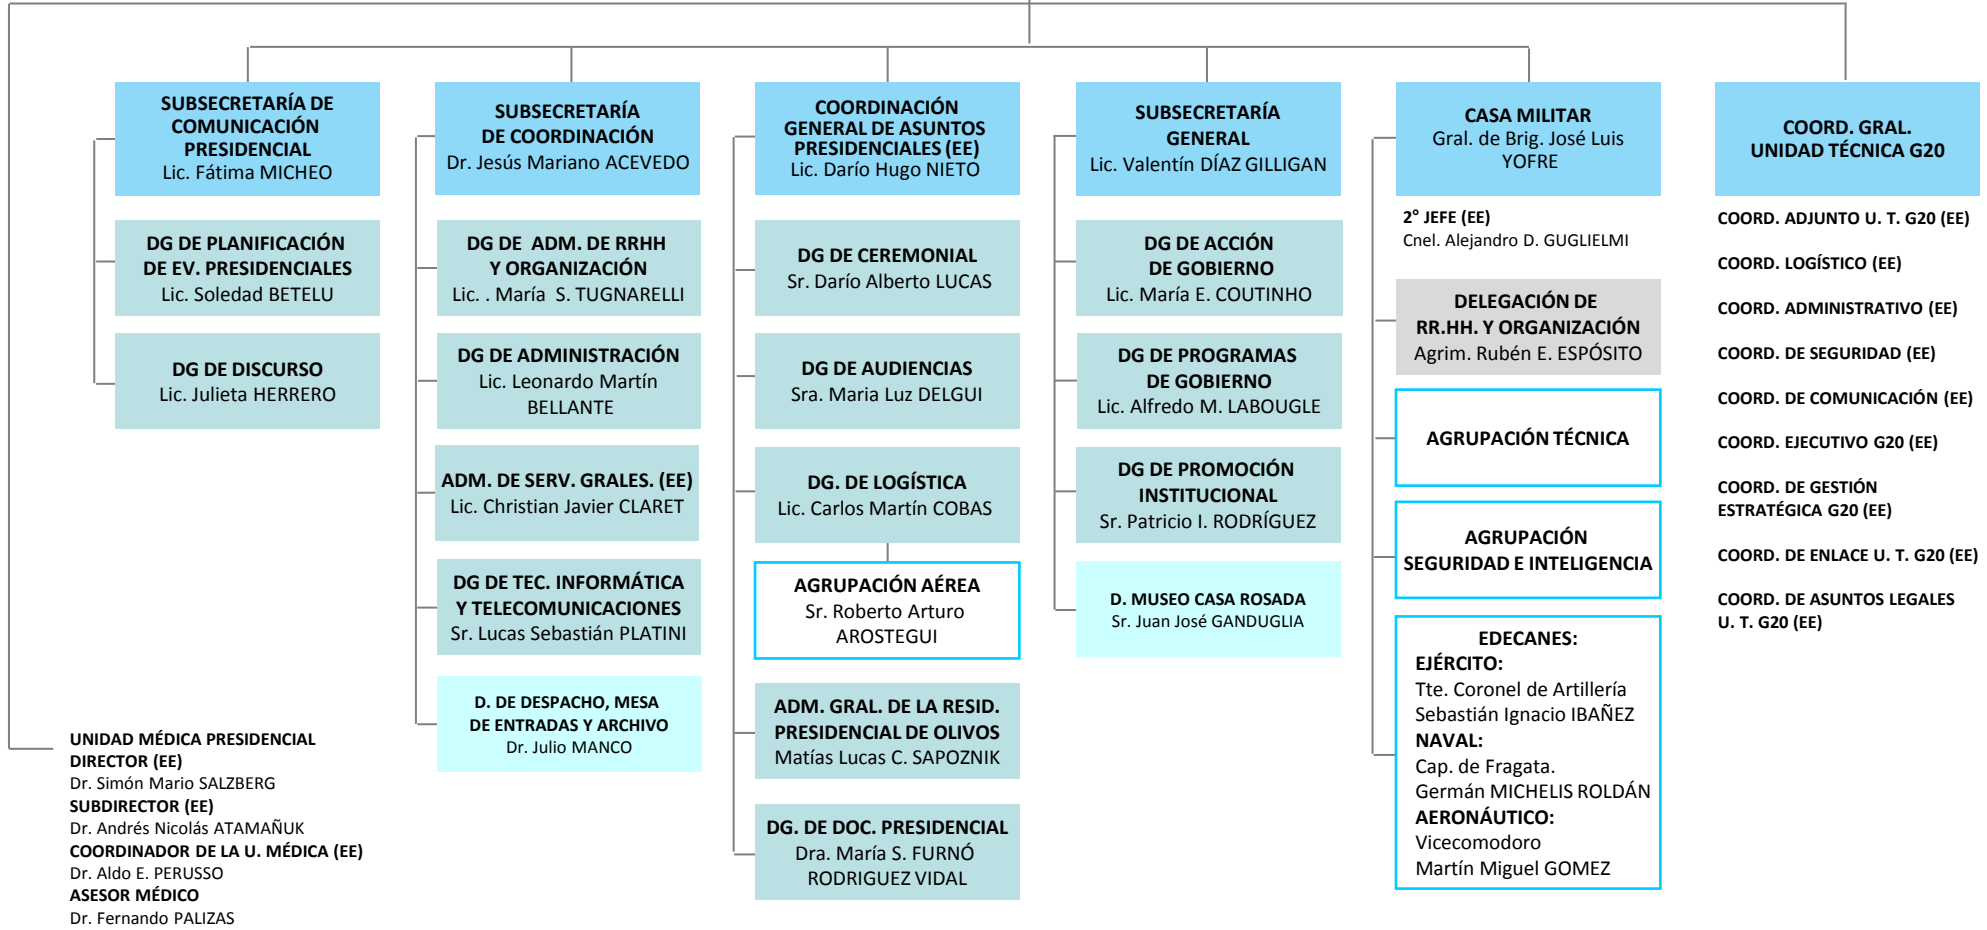 SUBSECRETARÍA DE
COMUNICACIÓN
PRESIDENCIAL
Lic. Fátima MICHEO
DG DE PLANIFICACIÓN
DE EV. PRESIDENCIALES
Lic. Soledad BETELU
DG DE DISCURSO
Lic. Julieta HERRERO
SUBSECRETARÍA
DE COORDINACIÓN
Dr. Jesús Mariano ACEVEDO
DG DE ADM. DE RRHH
Y ORGANIZACIÓN
Lic. . María S. TUGNARELLI
DG DE ADMINISTRACIÓN
Lic. Leonardo Martín
BELLANTE
ADM. DE SERV. GRALES. (EE)
Lic. Christian Javier CLARET
DG DE TEC. INFORMÁTICA
Y TELECOMUNICACIONES
Sr. Lucas Sebastián PLATINI
D. DE DESPACHO, MESA
DE ENTRADAS Y ARCHIVO
Dr. Julio MANCO
COORDINACIÓN
GENERAL DE ASUNTOS
PRESIDENCIALES (EE)
Lic. Darío Hugo NIETO
DG DE CEREMONIAL
Sr. Darío Alberto LUCAS
DG DE AUDIENCIAS
Sra. Maria Luz DELGUI
DG. DE LOGÍSTICA
Lic. Carlos Martín COBAS
AGRUPACIÓN AÉREA
Sr. Roberto Arturo
AROSTEGUI
ADM. GRAL. DE LA RESID.
PRESIDENCIAL DE OLIVOS
Matías Lucas C. SAPOZNIK
DG. DE DOC. PRESIDENCIAL
Dra. María S. FURNÓ
RODRIGUEZ VIDAL
SUBSECRETARÍA
GENERAL
Lic. Valentín DÍAZ GILLIGAN
DG DE ACCIÓN
DE GOBIERNO
Lic. María E. COUTINHO
DG DE PROGRAMAS
DE GOBIERNO
Lic. Alfredo M. LABOUGLE
DG DE PROMOCIÓN
INSTITUCIONAL
Sr. Patricio I. RODRÍGUEZ
D. MUSEO CASA ROSADA
Sr. Juan José GANDUGLIA
CASA MILITAR
Gral. de Brig. José Luis
YOFRE
2° JEFE (EE)
Cnel. Alejandro D. GUGLIELMI
DELEGACIÓN DE
RR.HH. Y ORGANIZACIÓN
Agrim. Rubén E. ESPÓSITO
AGRUPACIÓN TÉCNICA
AGRUPACIÓN
SEGURIDAD E INTELIGENCIA
EDECANES:
EJÉRCITO:
Tte. Coronel de Artillería
Sebastián Ignacio IBAÑEZ
NAVAL:
Cap. de Fragata.
Germán MICHELIS ROLDÁN
AERONÁUTICO:
Vicecomodoro
Martín Miguel GOMEZ
COORD. GRAL.
UNIDAD TÉCNICA G20
COORD. ADJUNTO U. T. G20 (EE)
COORD. LOGÍSTICO (EE)
COORD. ADMINISTRATIVO (EE)
COORD. DE SEGURIDAD (EE)
COORD. DE COMUNICACIÓN (EE)
COORD. EJECUTIVO G20 (EE)
COORD. DE GESTIÓN
ESTRATÉGICA G20 (EE)
COORD. DE ENLACE U. T. G20 (EE)
COORD. DE ASUNTOS LEGALES
U. T. G20 (EE)
UNIDAD MÉDICA PRESIDENCIAL
DIRECTOR (EE)
Dr. Simón Mario SALZBERG
SUBDIRECTOR (EE)
Dr. Andrés Nicolás ATAMAÑUK
COORDINADOR DE LA U. MÉDICA (EE)
Dr. Aldo E. PERUSSO
ASESOR MÉDICO
Dr. Fernando PALIZAS